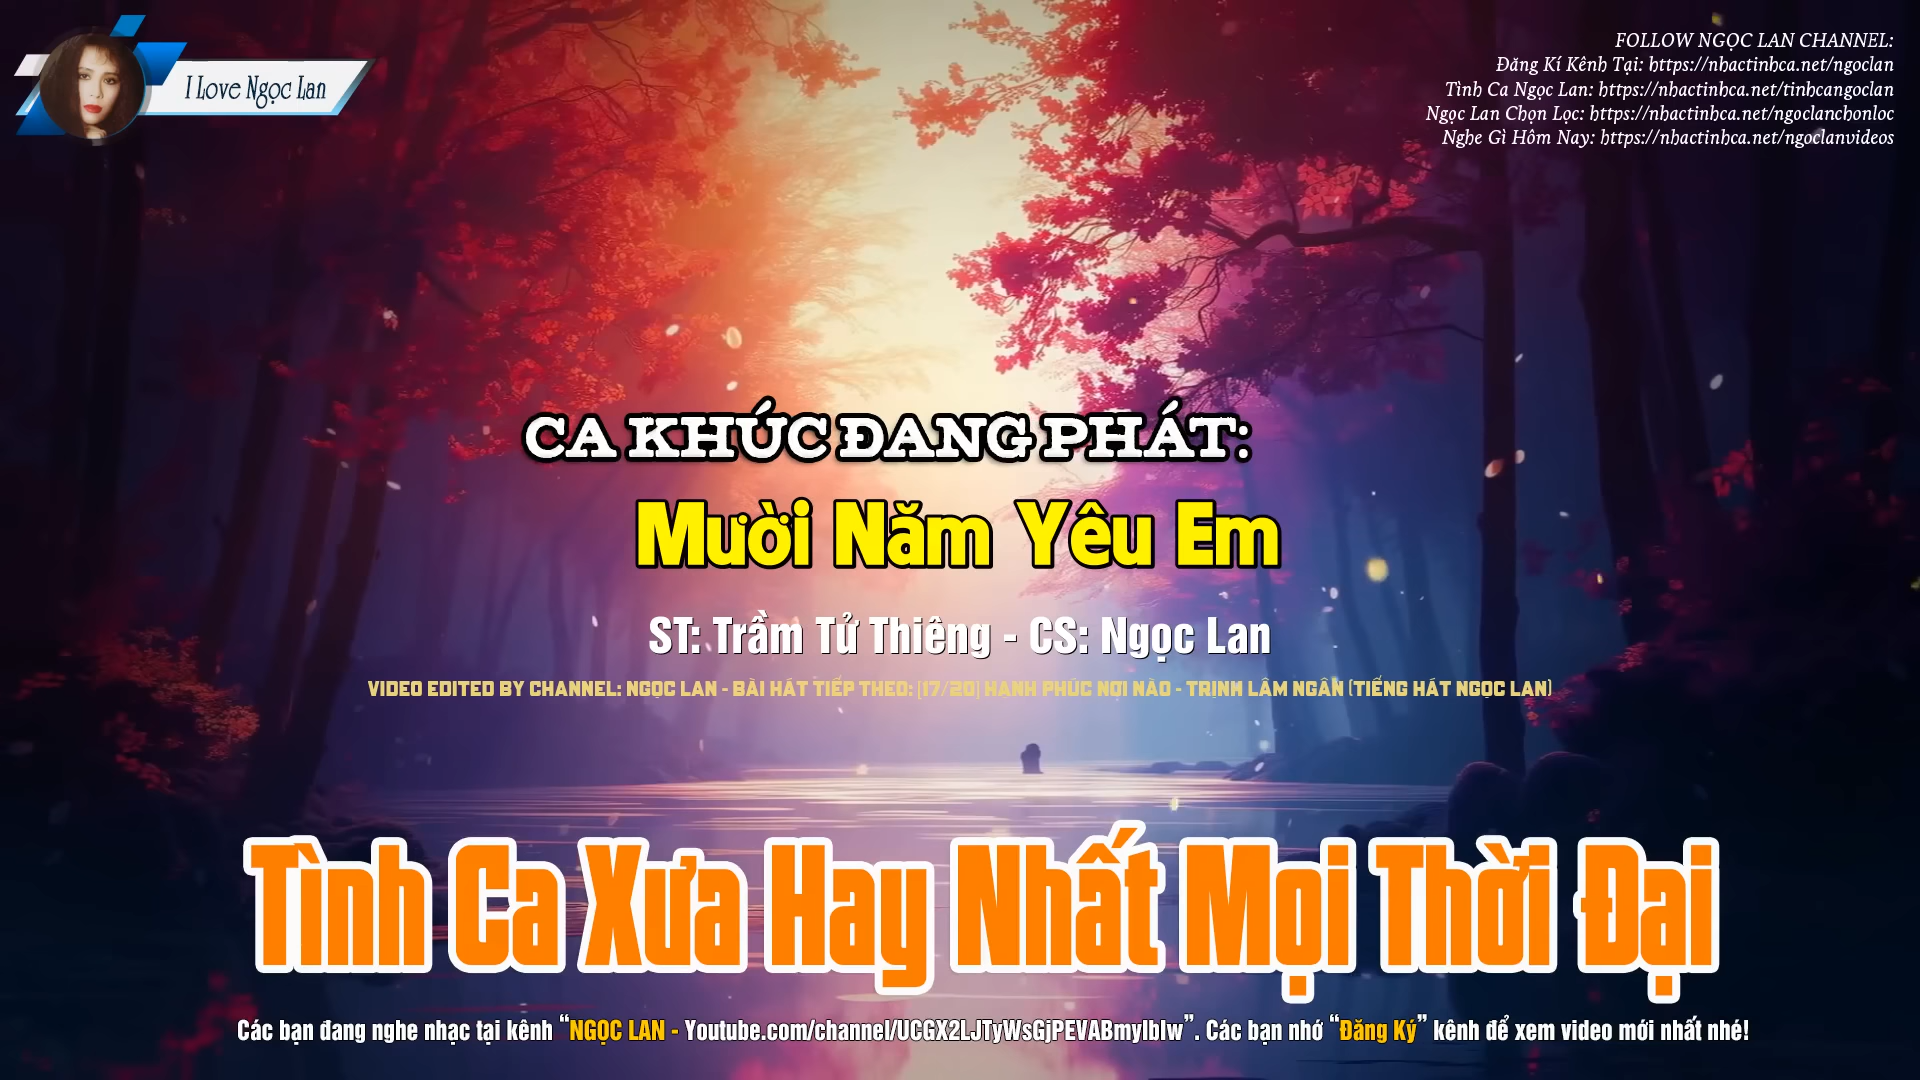 I Love Ngọc Lan
FOLLOW NGỌC LAN CHANNEL:
Đăng Kí Kênh Tại: https://nhactinhca.net/ngoclan
Tình Ca Ngọc Lan: https://nhactinhca.net/tinhcangoclan
Ngọc Lan Chọn Lọc: https://nhactinhca.net/ngoclanchonloc
Nghe Gì Hôm Nay: https://nhactinhca.net/ngoclanvideos
CA KHÚC ĐANG PHÁT:
Mười Năm Yêu Em
ST: Trầm Tử Thiêng - CS: Ngọc Lan
VIDEO EDITED BY CHANNEL: NGỌC LAN - BÀI HÁT TIẾP THEO: [17/20] HẠNH PHÚC NƠI NÀO - TRỊNH LÂM NGÂN (TIẾNG HÁT NGỌC LAN)
Tình Ca Xưa Hay Nhất Mọi Thời Đại
Các bạn đang nghe nhạc tại kênh “NGỌC LAN - Youtube.com/channel/UCGX2LJTyWsGjPEVABmyIbIw”. Các bạn nhớ “Đăng Ký” kênh để xem video mới nhất nhé!